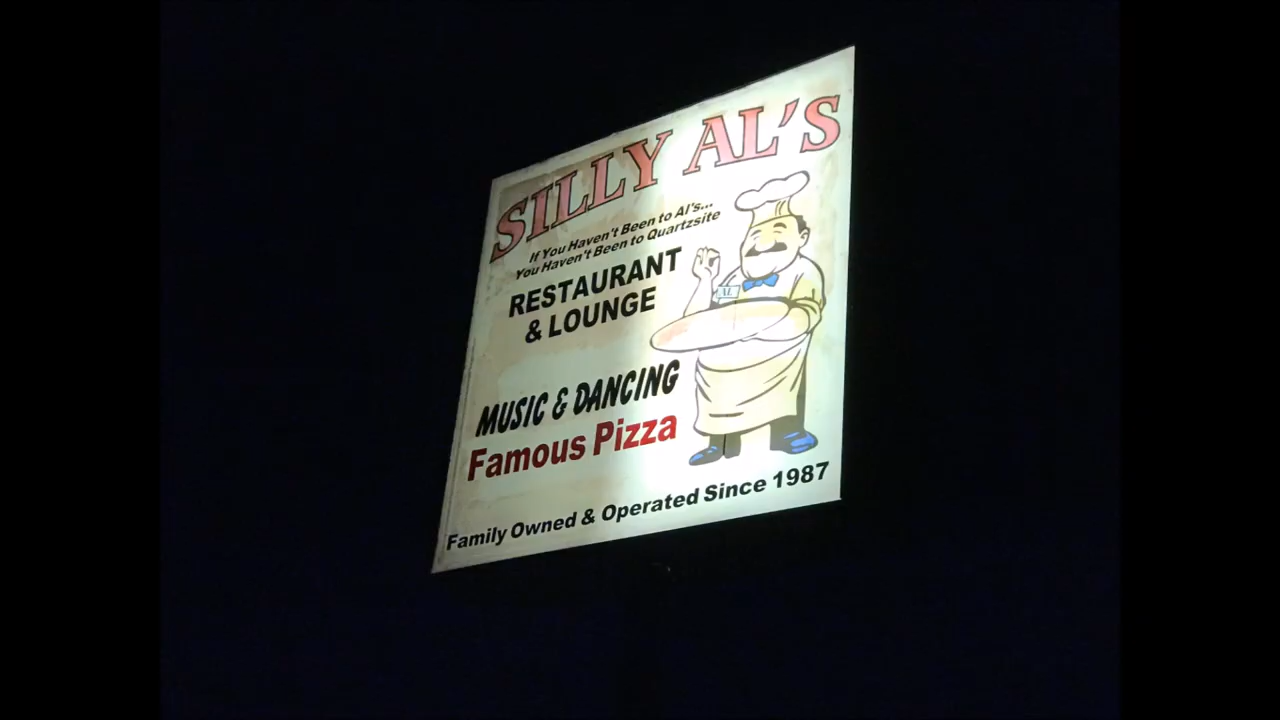 SILLY AL'S
If You Haven't Been to Al's...
You Haven't Been to Quartzsite
RESTAURANT
& LOUNGE
AL
MUSIC & DANCING
Famous Pizza
Family Owned & Operated Since 1987